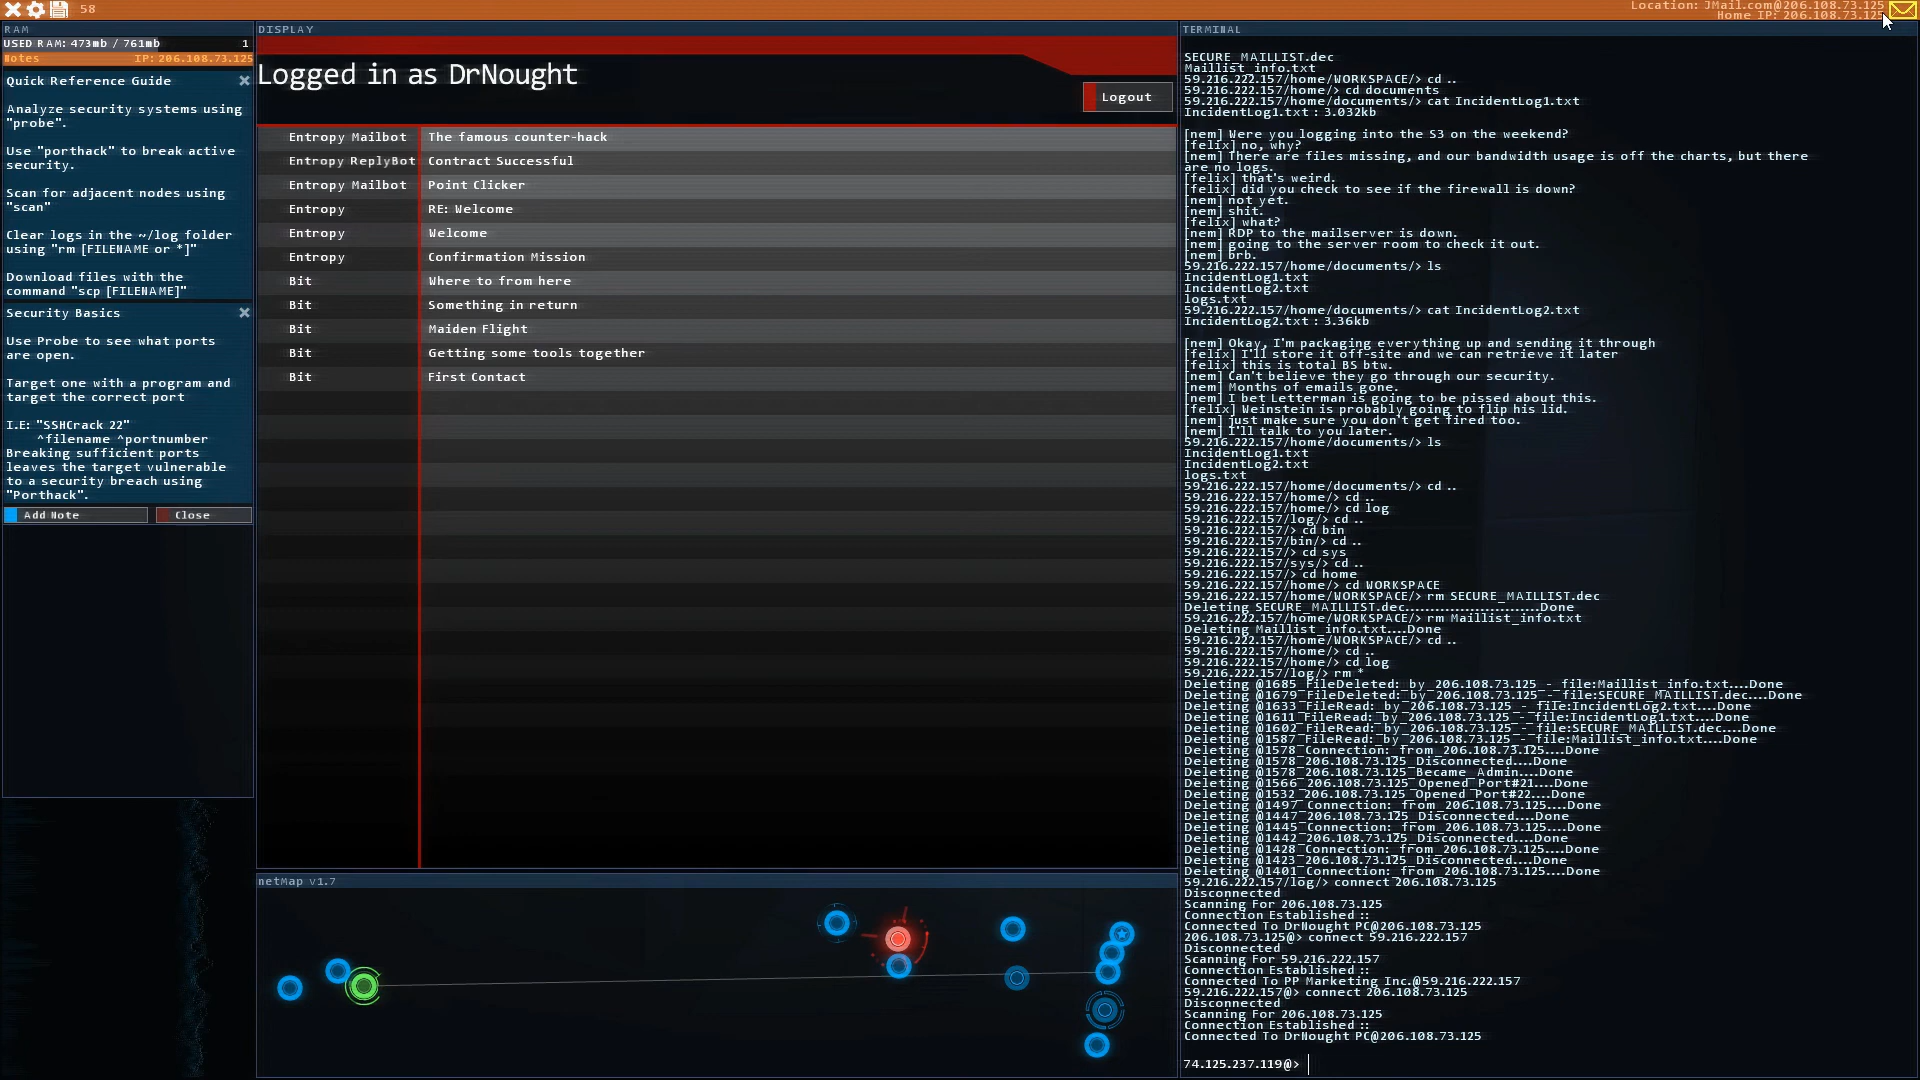 58
Location: JMail.com@206.108.73.125
Home IP: 206.108.73.125
RAM
USED RAM: 473mb / 761mb 1
Notes IP: 206.108.73.125
Quick Reference Guide
Analyze security systems using
"probe".
Use "porthack" to break active
security.
Scan for adjacent nodes using
"scan"
Clear logs in the ~/log folder
using "rm [FILENAME or *]"
Download files with the
command "scp [FILENAME]"
Security Basics
Use Probe to see what ports
are open.
Target one with a program and
target the correct port
I.E: "SSHCrack 22"
^filename ^portnumber
Breaking sufficient ports
leaves the target vulnerable
to a security breach using
"Porthack".
Add Note Close
DISPLAY
Logged in as DrNought
Logout
Entropy Mailbot The famous counter-hack
Entropy ReplyBot Contract Successful
Entropy Mailbot Point Clicker
Entropy RE: Welcome
Entropy Welcome
Entropy Confirmation Mission
Bit Where to from here
Bit Something in return
Bit Maiden Flight
Bit Getting some tools together
Bit First Contact
netMap v1.7
TERMINAL
SECURE_MAILLIST.dec
Maillist_info.txt
59.216.222.157/home/WORKSPACE/> cd ..
59.216.222.157/home/> cd documents
59.216.222.157/home/documents/> cat IncidentLog1.txt
IncidentLog1.txt : 3.032kb
[nem] Were you logging into the S3 on the weekend?
[felix] no, why?
[nem] There are files missing, and our bandwidth usage is off the charts, but there
are no logs.
[felix] that's weird.
[felix] did you check to see if the firewall is down?
[nem] not yet.
[nem] shit.
[felix] what?
[nem] RDP to the mailserver is down.
[nem] going to the server room to check it out.
[nem] brb.
59.216.222.157/home/documents/> ls
IncidentLog1.txt
IncidentLog2.txt
logs.txt
59.216.222.157/home/documents/> cat IncidentLog2.txt
IncidentLog2.txt : 3.36kb
[nem] Okay, I'm packaging everything up and sending it through
[felix] I'll store it off-site and we can retrieve it later
[felix] this is total BS btw.
[nem] Can't believe they go through our security.
[nem] Months of emails gone.
[nem] I bet Letterman is going to be pissed about this.
[felix] Weinstein is probably going to flip his lid.
[nem] just make sure you don't get fired too.
[nem] I'll talk to you later.
59.216.222.157/home/documents/> ls
IncidentLog1.txt
IncidentLog2.txt
logs.txt
59.216.222.157/home/documents/> cd ..
59.216.222.157/home/> cd ..
59.216.222.157/> cd log
59.216.222.157/log/> cd ..
59.216.222.157/> cd bin
59.216.222.157/bin/> cd ..
59.216.222.157/> cd sys
59.216.222.157/sys/> cd ..
59.216.222.157/> cd home
59.216.222.157/home/> cd WORKSPACE
59.216.222.157/home/WORKSPACE/> rm SECURE_MAILLIST.dec
Deleting SECURE_MAILLIST.dec...........................Done
59.216.222.157/home/WORKSPACE/> rm Maillist_info.txt
Deleting Maillist_info.txt....Done
59.216.222.157/home/WORKSPACE/> cd ..
59.216.222.157/home/> cd ..
59.216.222.157/home/> cd log
59.216.222.157/log/> rm *
Deleting @1685_FileDeleted:_by_206.108.73.125_-_file:Maillist_info.txt....Done
Deleting @1679_FileDeleted:_by_206.108.73.125_-_file:SECURE_MAILLIST.dec....Done
Deleting @1633_FileRead:_by_206.108.73.125_-_file:IncidentLog2.txt....Done
Deleting @1611_FileRead:_by_206.108.73.125_-_file:IncidentLog1.txt....Done
Deleting @1602_FileRead:_by_206.108.73.125_-_file:SECURE_MAILLIST.dec....Done
Deleting @1587_FileRead:_by_206.108.73.125_-_file:Maillist_info.txt....Done
Deleting @1578_Connection:_from_206.108.73.125....Done
Deleting @1578_206.108.73.125_Disconnected....Done
Deleting @1578_206.108.73.125_Became_Admin....Done
Deleting @1566_206.108.73.125_Opened_Port#21....Done
Deleting @1532_206.108.73.125_Opened_Port#22....Done
Deleting @1497_Connection:_from_206.108.73.125....Done
Deleting @1447_206.108.73.125_Disconnected....Done
Deleting @1445_Connection:_from_206.108.73.125....Done
Deleting @1442_206.108.73.125_Disconnected....Done
Deleting @1428_Connection:_from_206.108.73.125....Done
Deleting @1423_206.108.73.125_Disconnected....Done
Deleting @1401_Connection:_from_206.108.73.125....Done
59.216.222.157/log/> connect 206.108.73.125
Disconnected
Scanning For 206.108.73.125
Connection Established ::
Connected To DrNought PC@206.108.73.125
206.108.73.125@> connect 59.216.222.157
Disconnected
Scanning For 59.216.222.157
Connection Established ::
Connected To PP Marketing Inc.@59.216.222.157
59.216.222.157@> connect 206.108.73.125
Disconnected
Scanning For 206.108.73.125
Connection Established ::
Connected To DrNought PC@206.108.73.125
74.125.237.119@>